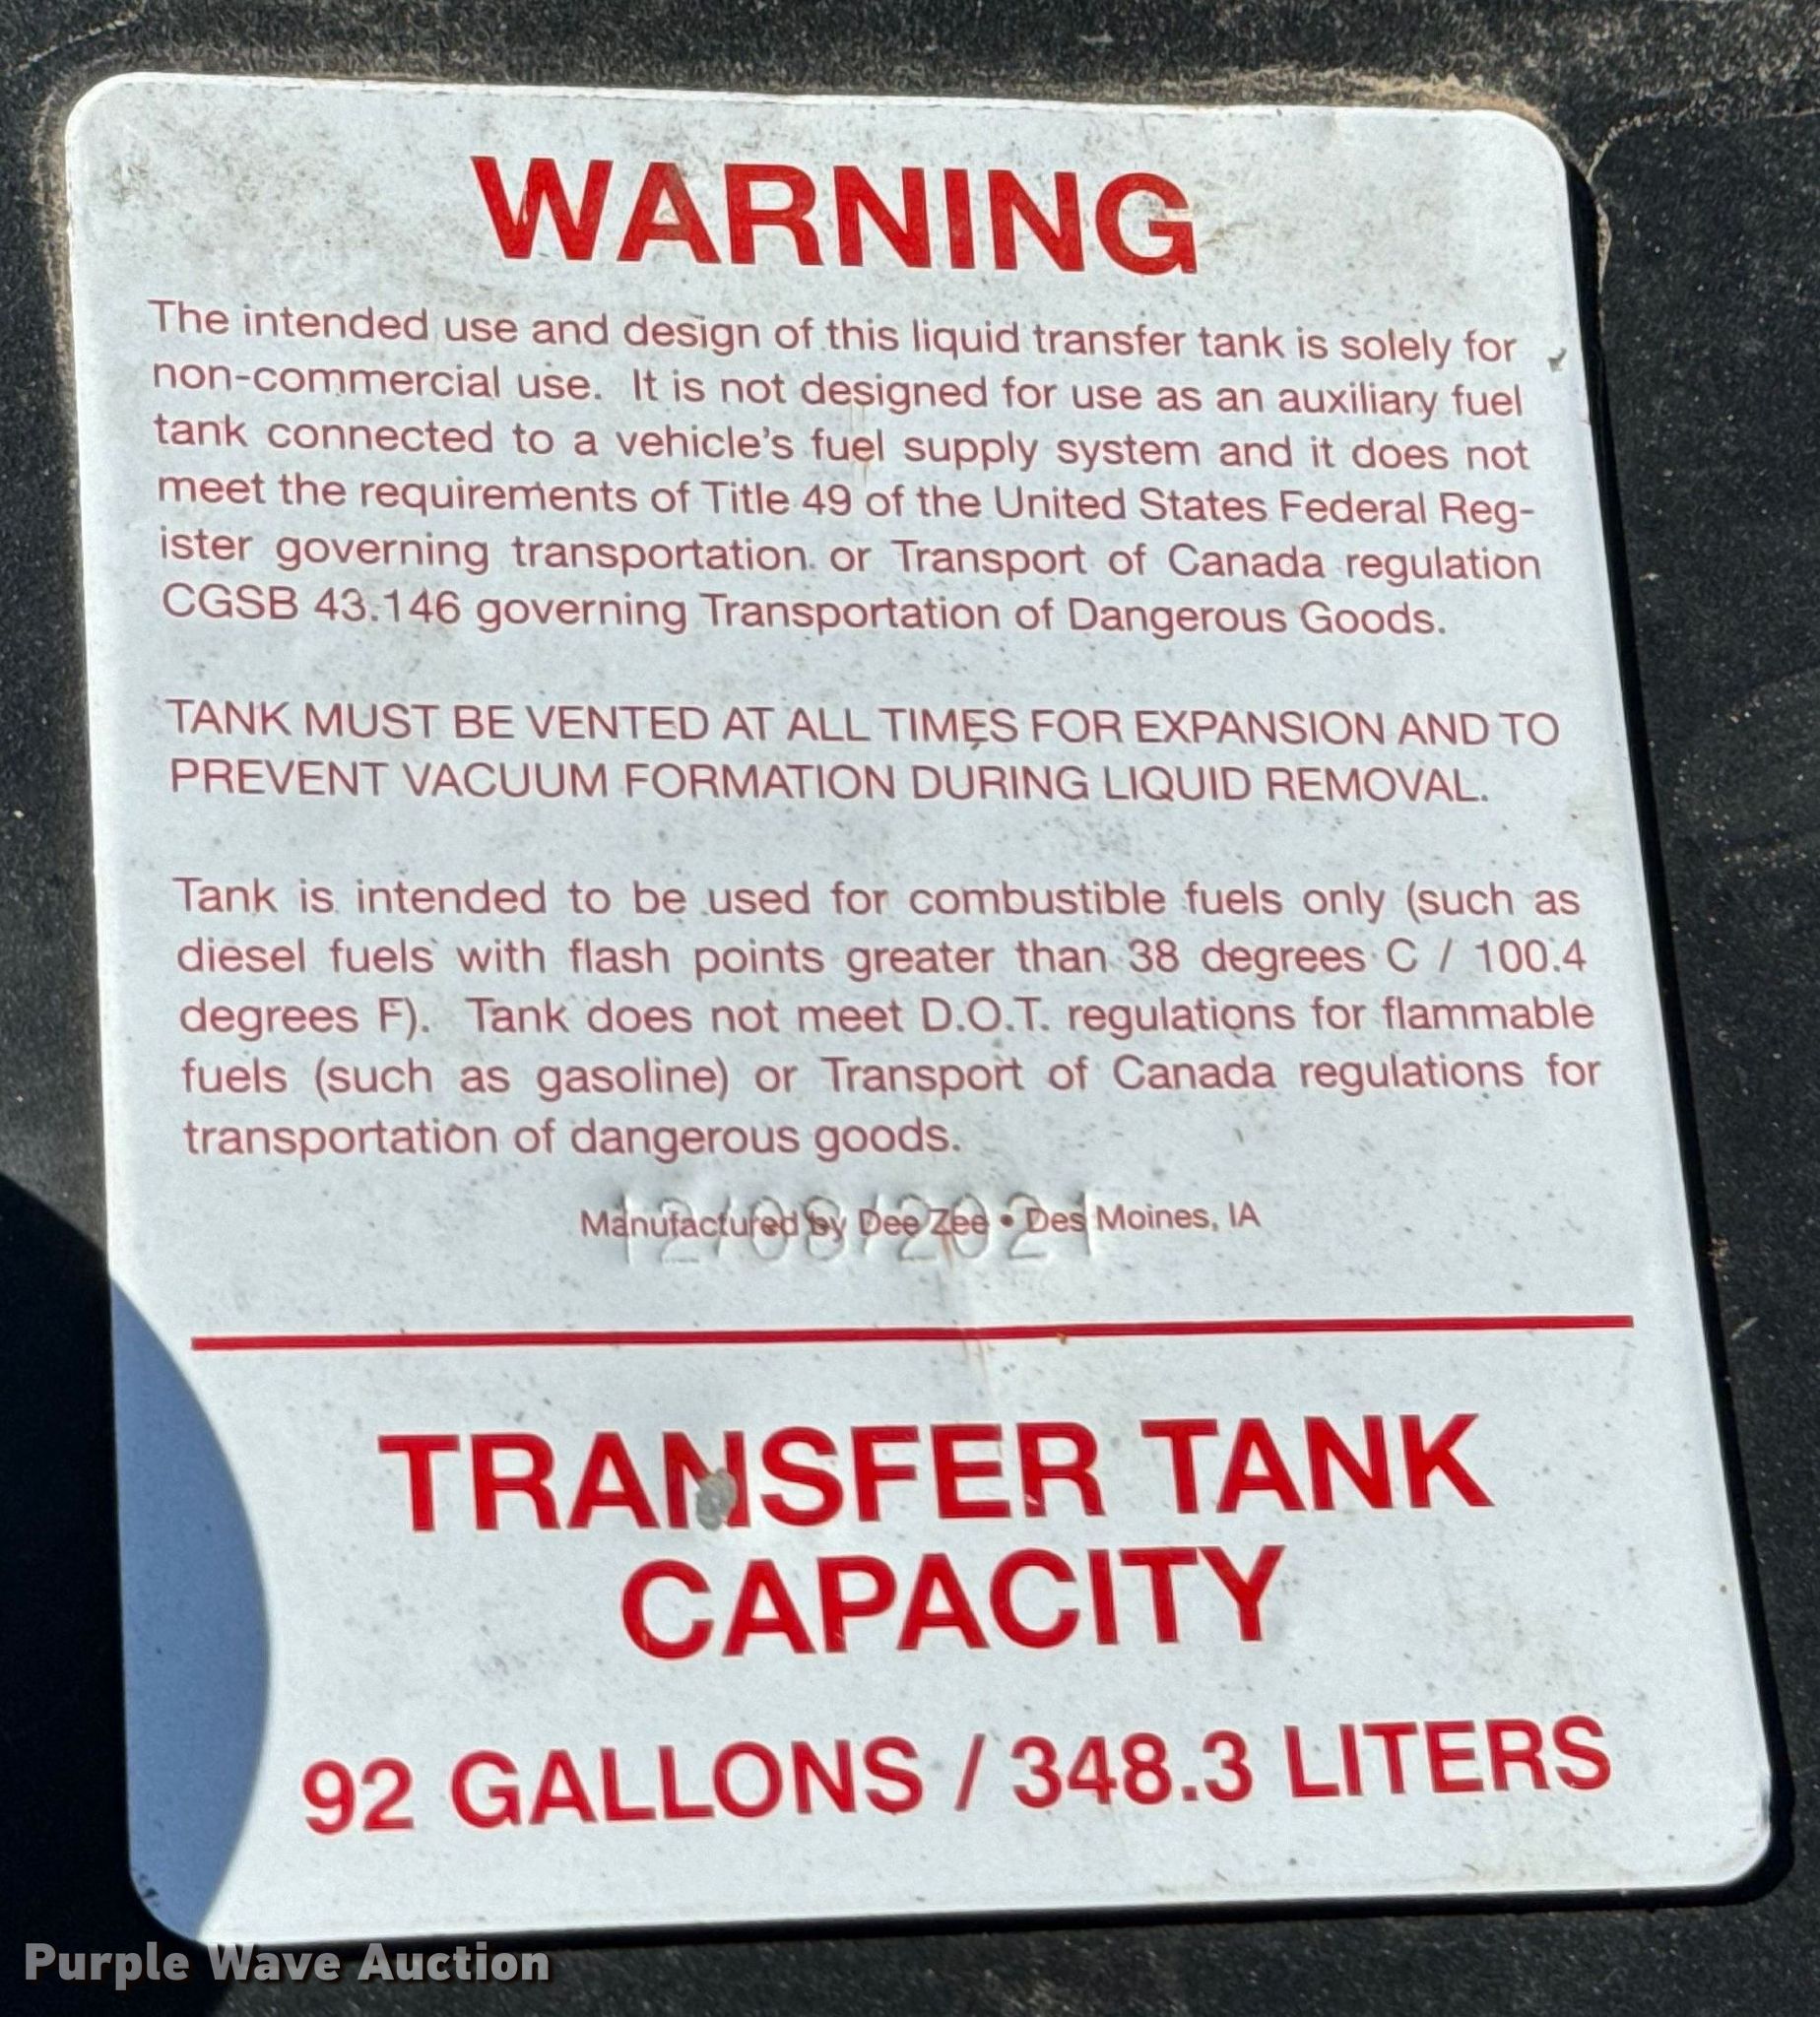 WARNING
The intended use and design of this liquid transfer tank is solely for
non-commercial use. It is not designed for use as an auxiliary fuel
tank connected to a vehicle's fuel supply system and it does not
meet the requirements of Title 49 of the United States Federal Reg-
ister governing transportation or Transport of Canada regulation
CGSB 43.146 governing Transportation of Dangerous Goods.
TANK MUST BE VENTED AT ALL TIMES FOR EXPANSION AND TO
PREVENT VACUUM FORMATION DURING LIQUID REMOVAL.
Tank is intended to be used for combustible fuels only (such as
diesel fuels with flash points greater than 38 degrees C / 100.4
degrees F). Tank does not meet D.O.T. regulations for flammable
fuels (such as gasoline) or Transport of Canada regulations for
transportation of dangerous goods.
Manufactured by Dee Zee • Des Moines, IA
12/08/2021
TRANSFER TANK
CAPACITY
92 GALLONS / 348.3 LITERS
Purple Wave Auction